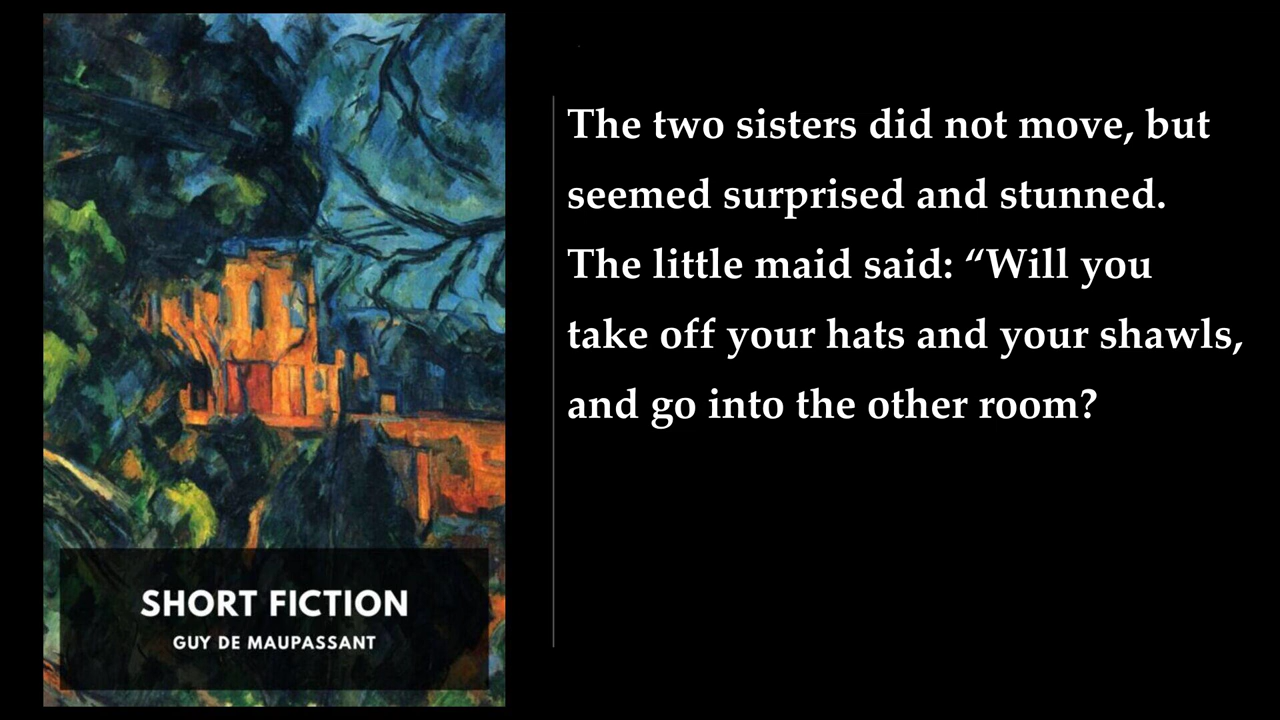 The two sisters did not move, but
seemed surprised and stunned.
The little maid said: “Will you
take off your hats and your shawls,
and go into the other room?
SHORT FICTION
GUY DE MAUPASSANT